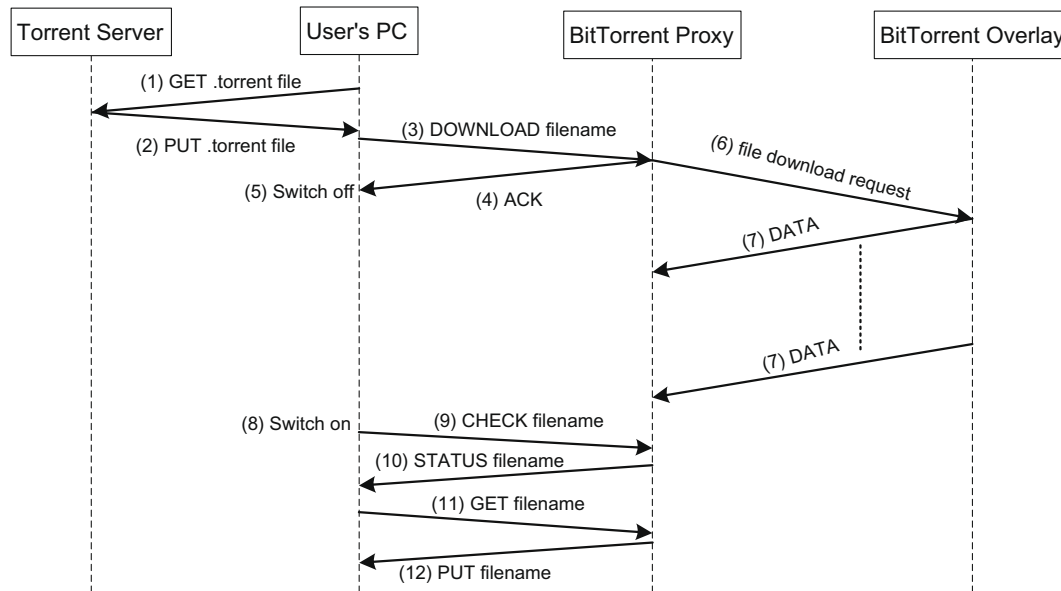 Torrent Server
User's PC
BitTorrent Proxy
BitTorrent Overlay
(1) GET .torrent file
(2) PUT .torrent file
(3) DOWNLOAD filename
(4) ACK
(5) Switch off
(6) file download request
(7) DATA
(7) DATA
(8) Switch on
(9) CHECK filename
(10) STATUS filename
(11) GET filename
(12) PUT filename